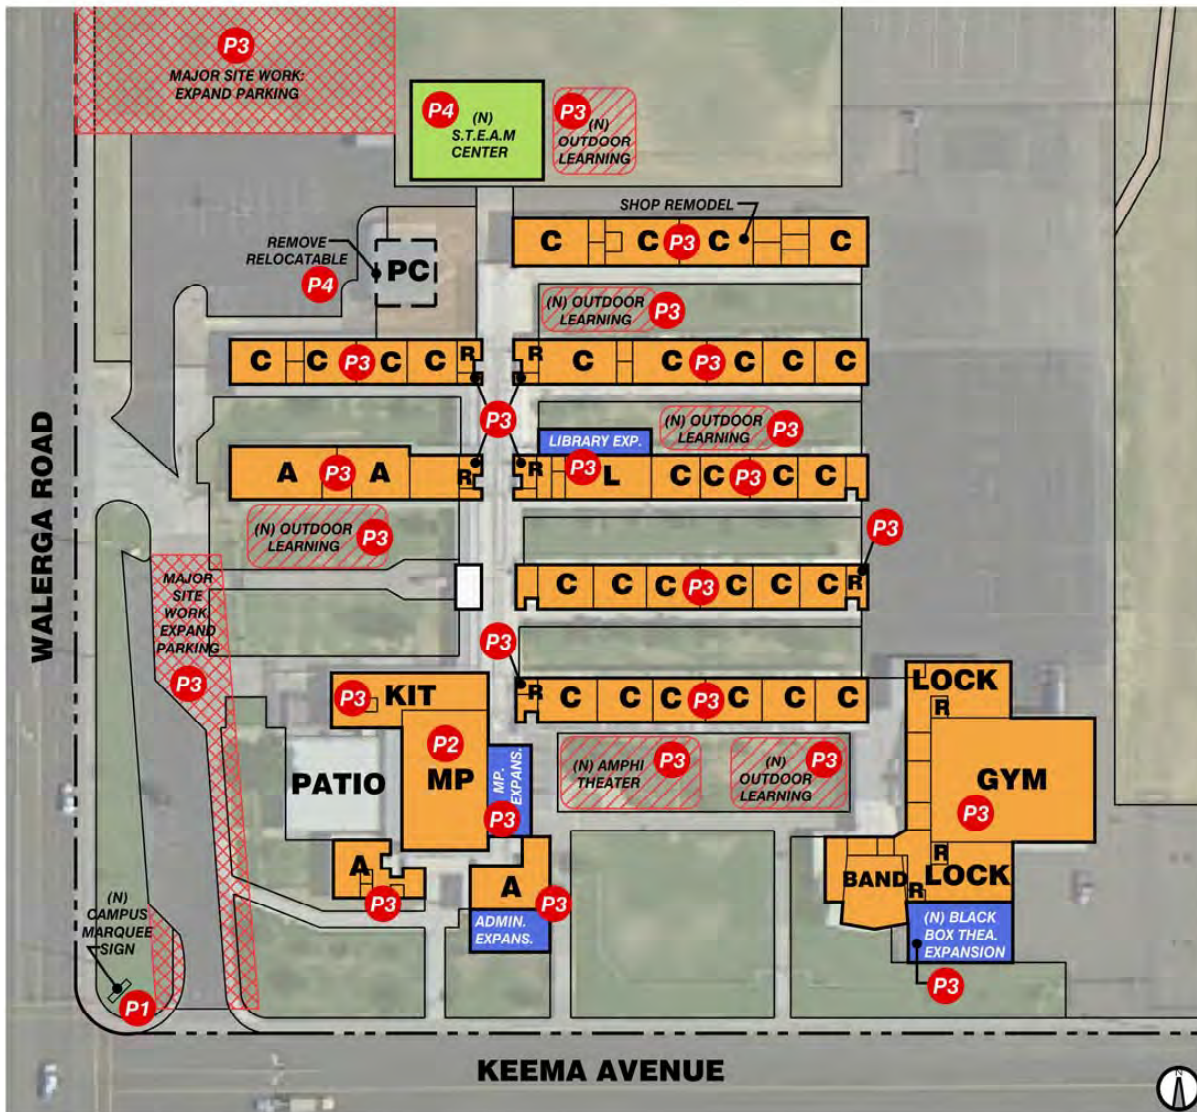 P3
MAJOR SITE WORK:
EXPAND PARKING
P4
(N)
S.T.E.A.M
CENTER
P3
(N)
OUTDOOR
LEARNING
SHOP REMODEL
C C P3 C C
REMOVE
RELOCATABLE
P4
PC
(N) OUTDOOR
LEARNING
P3
C C P3 C C R
R C C P3 C C C
P3
(N) OUTDOOR
LEARNING
P3
LIBRARY EXP.
P3
A P3 A R
R L C C P3 C C
(N) OUTDOOR
LEARNING
P3
P3
WALERGA ROAD
MAJOR
SITE
WORK:
EXPAND
PARKING
P3
C C C P3 C C C R
P3
R C C C P3 C C C
P3 KIT
P2
MP
PATIO
MP.
EXPANS.
P3
(N) AMPHI
THEATER
P3
(N)
OUTDOOR
LEARNING
P3
LOCK
R
GYM
P3
R
LOCK
BAND
R
A
P3
A
P3
ADMIN.
EXPANS.
(N) BLACK
BOX THEA.
EXPANSION
P3
(N)
CAMPUS
MARQUEE
SIGN
P1
KEEMA AVENUE
N